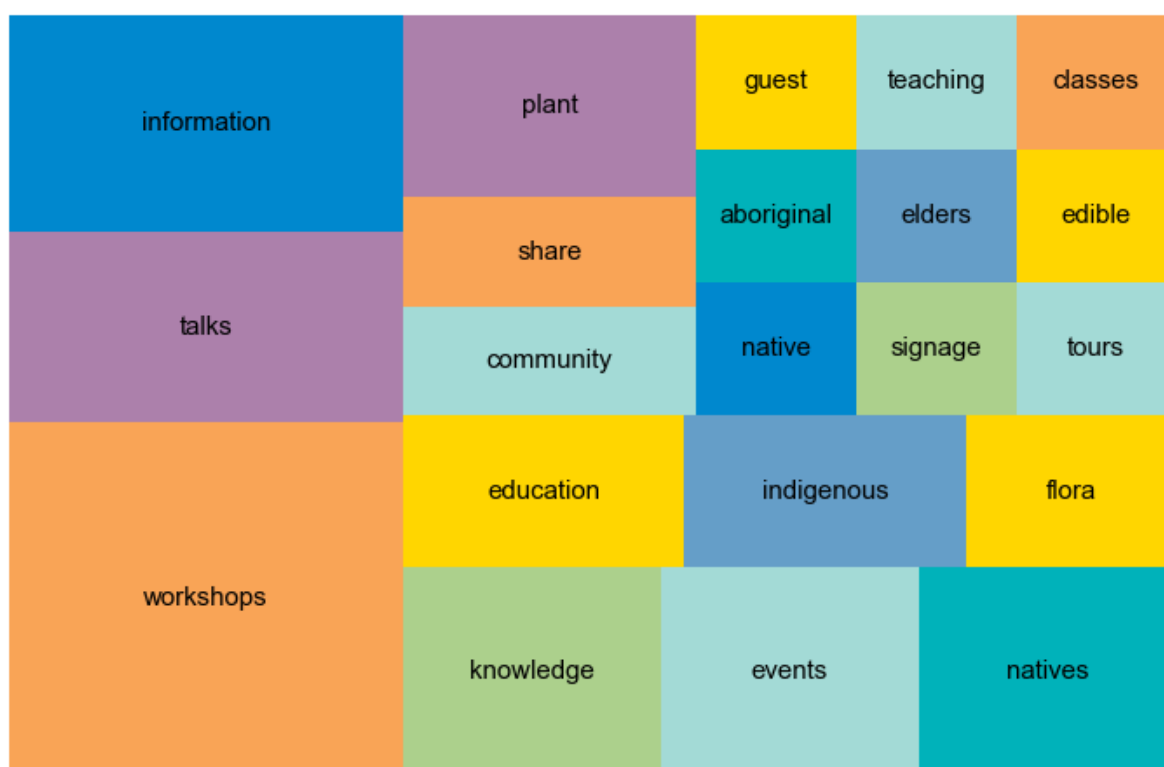 information
talks
workshops
plant
share
community
guest
teaching
classes
aboriginal
elders
edible
native
signage
tours
education
indigenous
flora
knowledge
events
natives